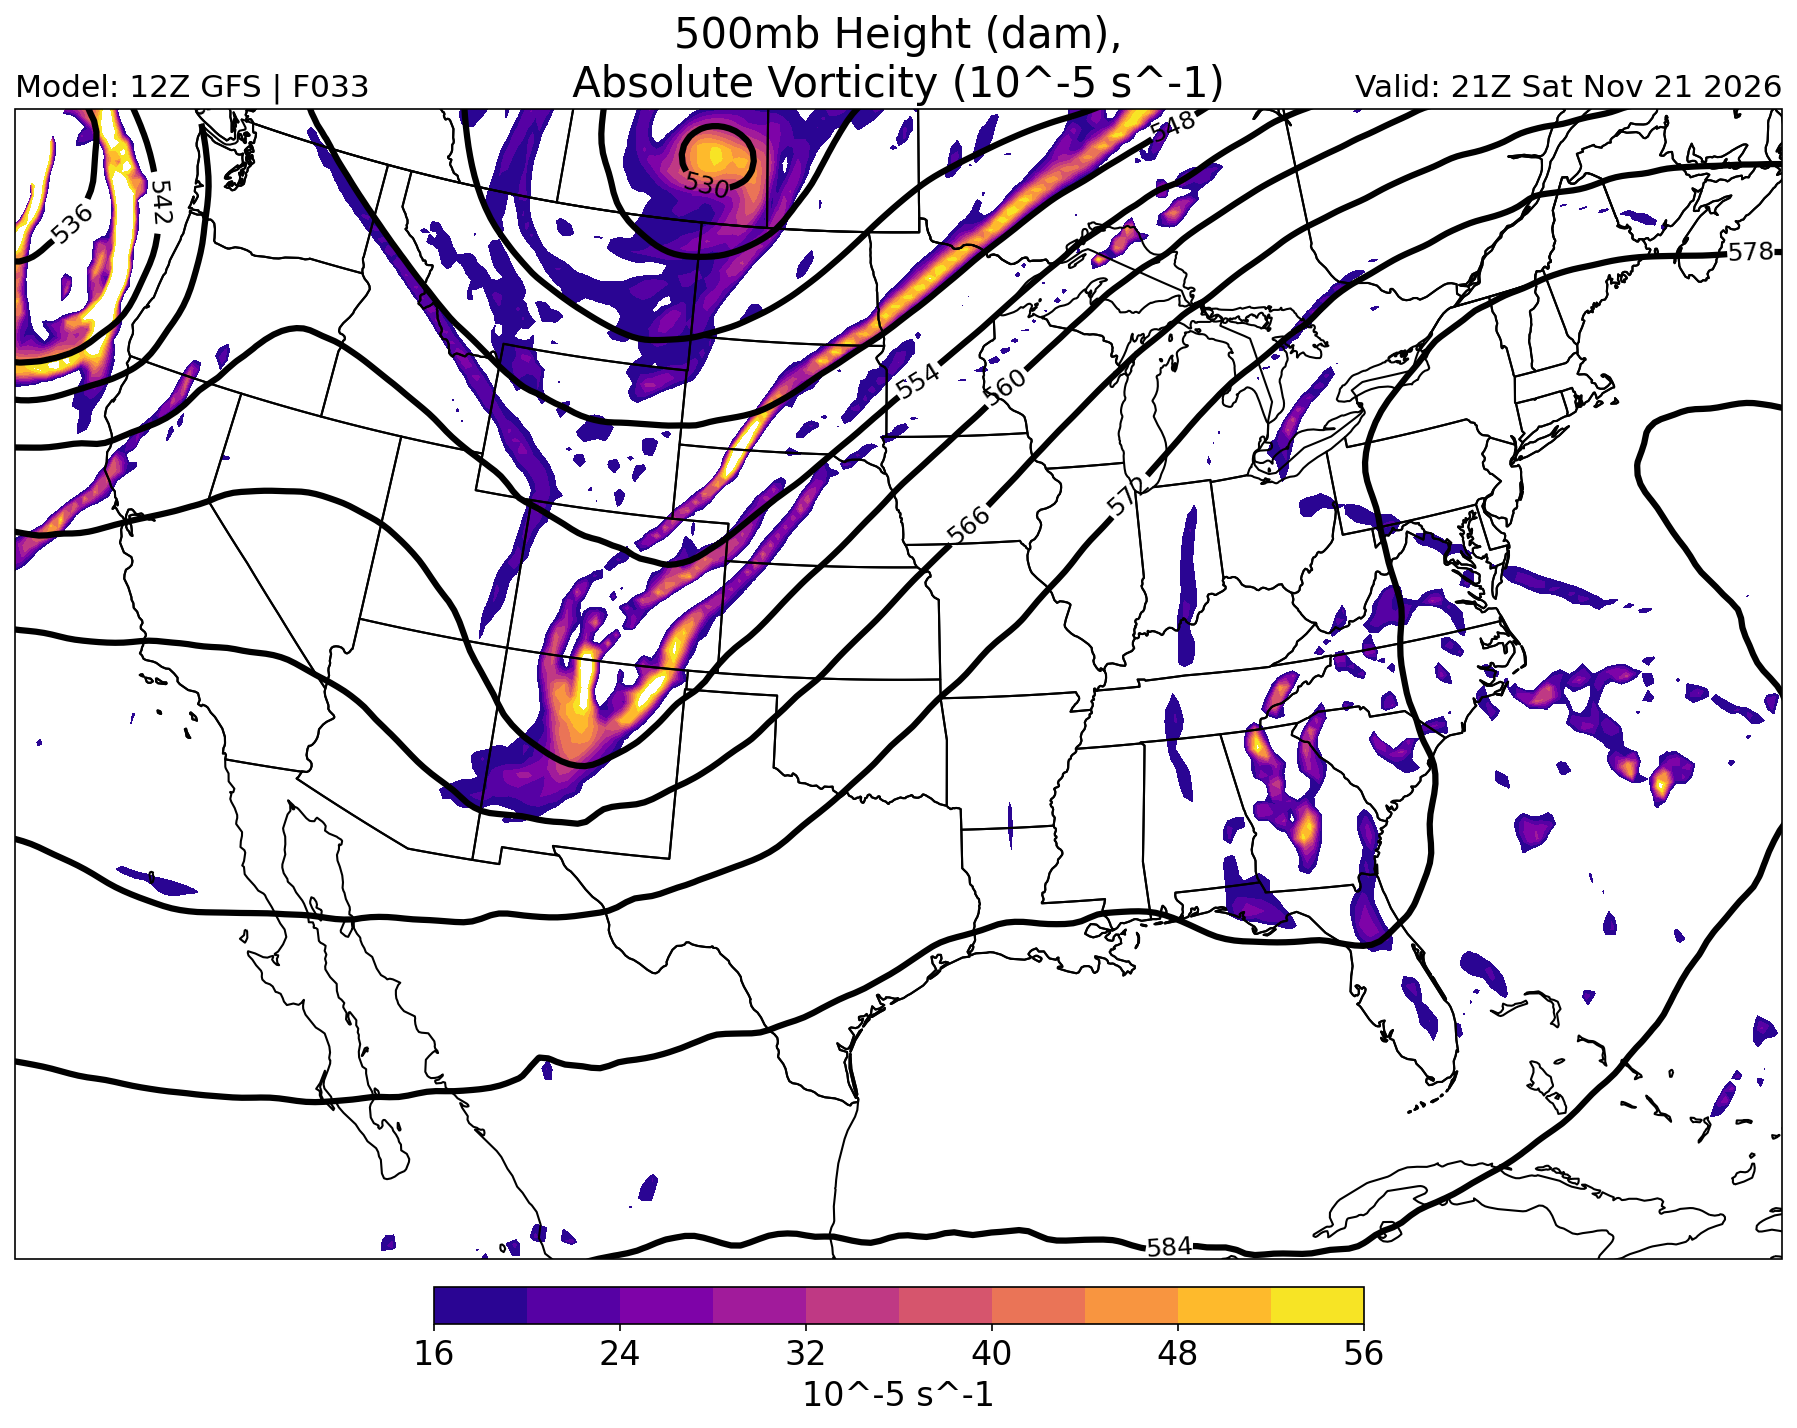 500mb Height (dam),
Model: 12Z GFS | F033
Absolute Vorticity (10^-5 s^-1)
Valid: 21Z Sat Nov 21 2026
548
530
542
536
578
554
560
572
566
584
16 24 32 40 48 56
10^-5 s^-1